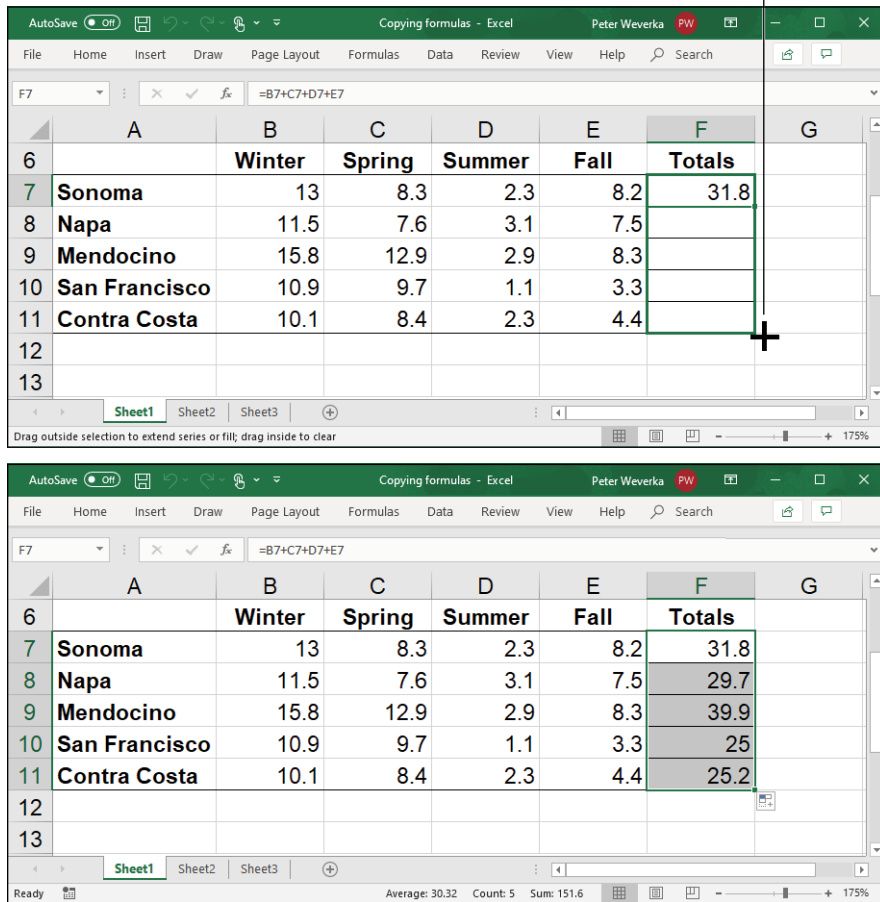 AutoSave Off Copying formulas - Excel Peter Weverka PW
File Home Insert Draw Page Layout Formulas Data Review View Help Search
F7 fx =B7+C7+D7+E7
A B C D E F G
6 Winter Spring Summer Fall Totals
7 Sonoma 13 8.3 2.3 8.2 31.8
8 Napa 11.5 7.6 3.1 7.5
9 Mendocino 15.8 12.9 2.9 8.3
10 San Francisco 10.9 9.7 1.1 3.3
11 Contra Costa 10.1 8.4 2.3 4.4
12
13
Sheet1 Sheet2 Sheet3
Drag outside selection to extend series or fill; drag inside to clear 175%
AutoSave Off Copying formulas - Excel Peter Weverka PW
File Home Insert Draw Page Layout Formulas Data Review View Help Search
F7 fx =B7+C7+D7+E7
A B C D E F G
6 Winter Spring Summer Fall Totals
7 Sonoma 13 8.3 2.3 8.2 31.8
8 Napa 11.5 7.6 3.1 7.5 29.7
9 Mendocino 15.8 12.9 2.9 8.3 39.9
10 San Francisco 10.9 9.7 1.1 3.3 25
11 Contra Costa 10.1 8.4 2.3 4.4 25.2
12
13
Sheet1 Sheet2 Sheet3
Ready Average: 30.32 Count: 5 Sum: 151.6 175%